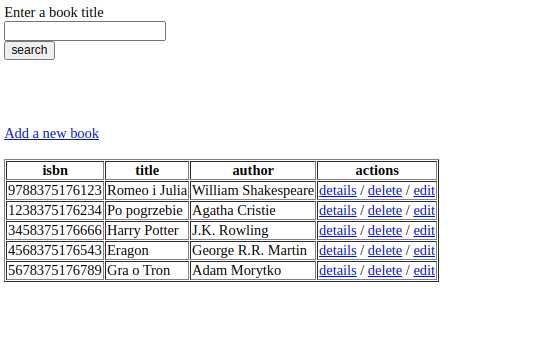 Enter a book title
search
Add a new book
isbn title author actions
9788375176123 Romeo i Julia William Shakespeare details / delete / edit
1238375176234 Po pogrzebie Agatha Cristie details / delete / edit
3458375176666 Harry Potter J.K. Rowling details / delete / edit
4568375176543 Eragon George R.R. Martin details / delete / edit
5678375176789 Gra o Tron Adam Morytko details / delete / edit